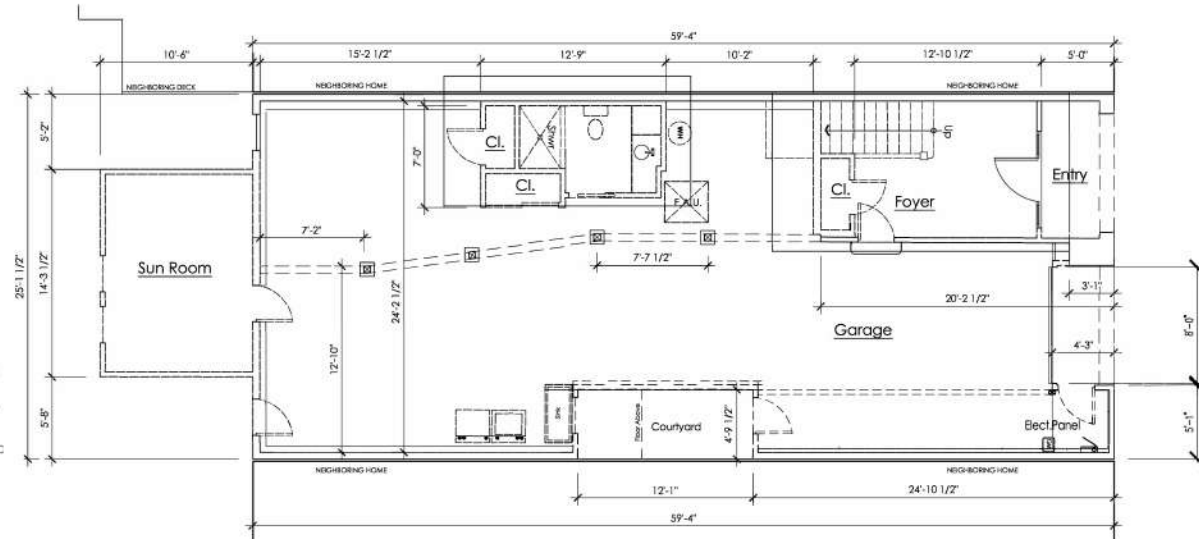 59'-4"
10'-6"
15'-2 1/2"
12'-9"
10'-2"
12'-10 1/2"
5'-0"
NEIGHBORING DECK
NEIGHBORING HOME
NEIGHBORING HOME
5'-2"
7'-0"
Cl.
Shwr
WH
UP
Cl.
Cl.
Entry
F.A.U.
Foyer
7'-2"
25'-1 1/2"
14'-3 1/2"
Sun Room
24'-2 1/2"
7'-7 1/2"
3'-1"
20'-2 1/2"
Garage
8'-0"
12'-10"
4'-3"
5'-8"
Sink
Floor Above
Courtyard
4'-9 1/2"
Elect.Panel
5'-1"
NEIGHBORING HOME
NEIGHBORING HOME
12'-1"
24'-10 1/2"
59'-4"